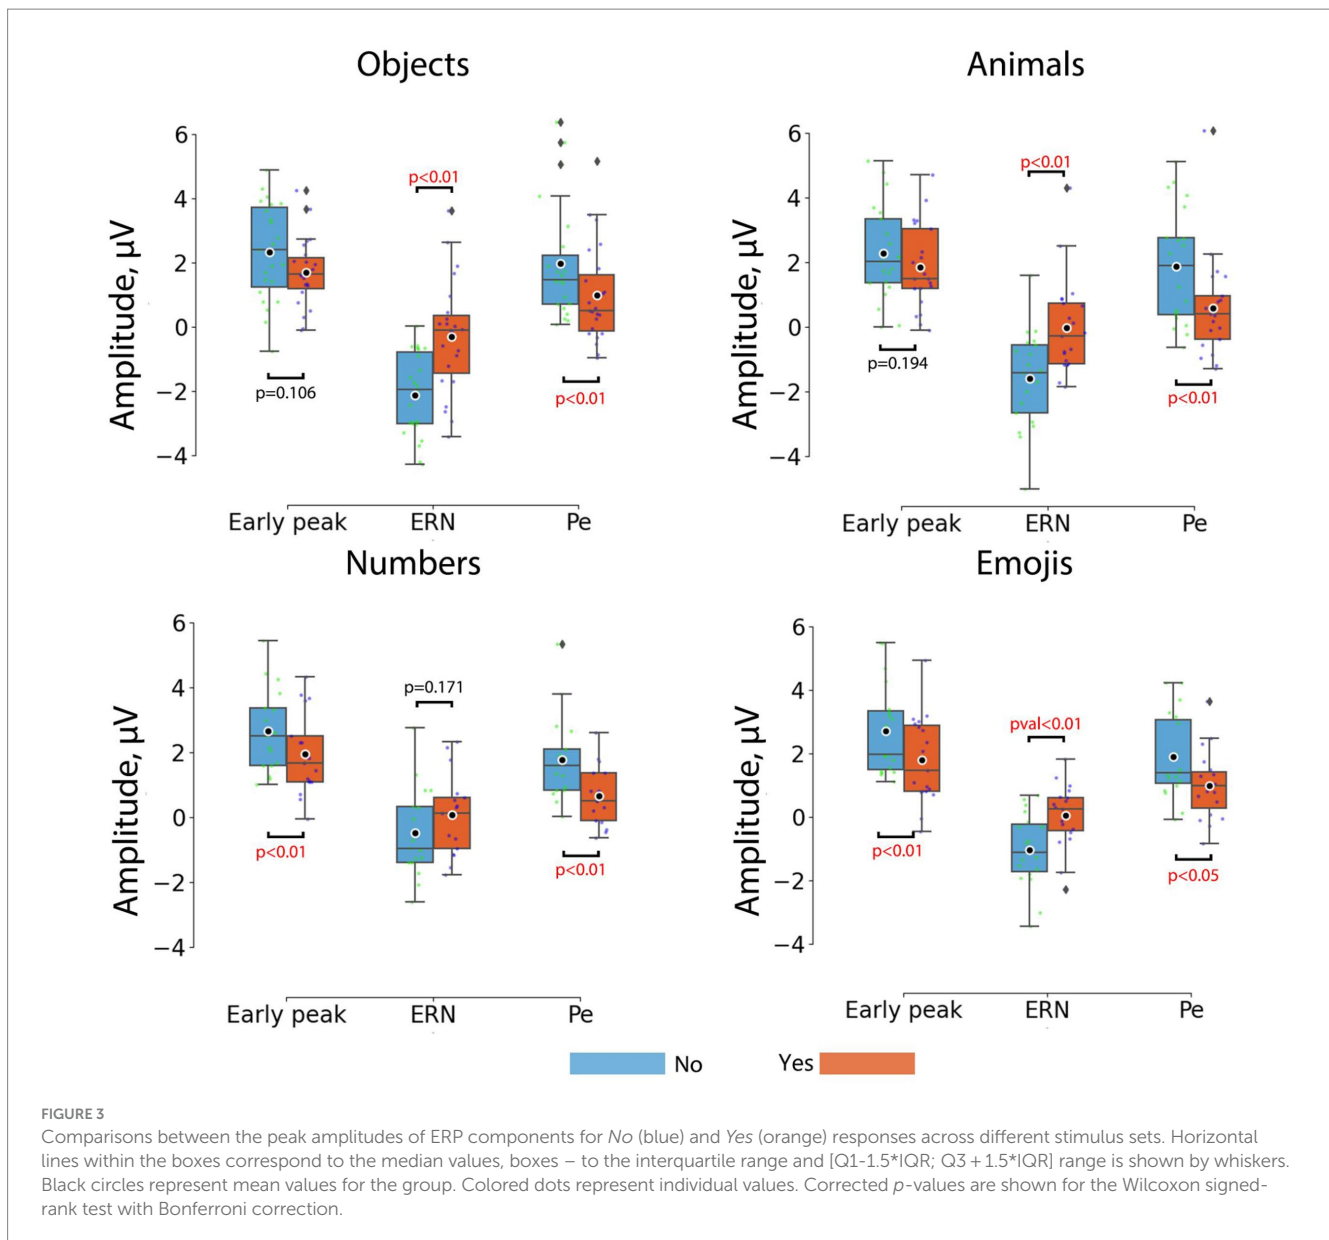 Objects
Amplitude, µV
6
4
2
0
−2
−4
p=0.106
p<0.01
p<0.01
Early peak
ERN
Pe
Animals
Amplitude, µV
6
4
2
0
−2
−4
p=0.194
p<0.01
p<0.01
Early peak
ERN
Pe
Numbers
Amplitude, µV
6
4
2
0
−2
−4
p<0.01
p=0.171
p<0.01
Early peak
ERN
Pe
Emojis
Amplitude, µV
6
4
2
0
−2
−4
p<0.01
pval<0.01
p<0.05
Early peak
ERN
Pe
No
Yes
FIGURE 3
Comparisons between the peak amplitudes of ERP components for No (blue) and Yes (orange) responses across different stimulus sets. Horizontal
lines within the boxes correspond to the median values, boxes – to the interquartile range and [Q1-1.5*IQR; Q3 + 1.5*IQR] range is shown by whiskers.
Black circles represent mean values for the group. Colored dots represent individual values. Corrected p-values are shown for the Wilcoxon signed-
rank test with Bonferroni correction.